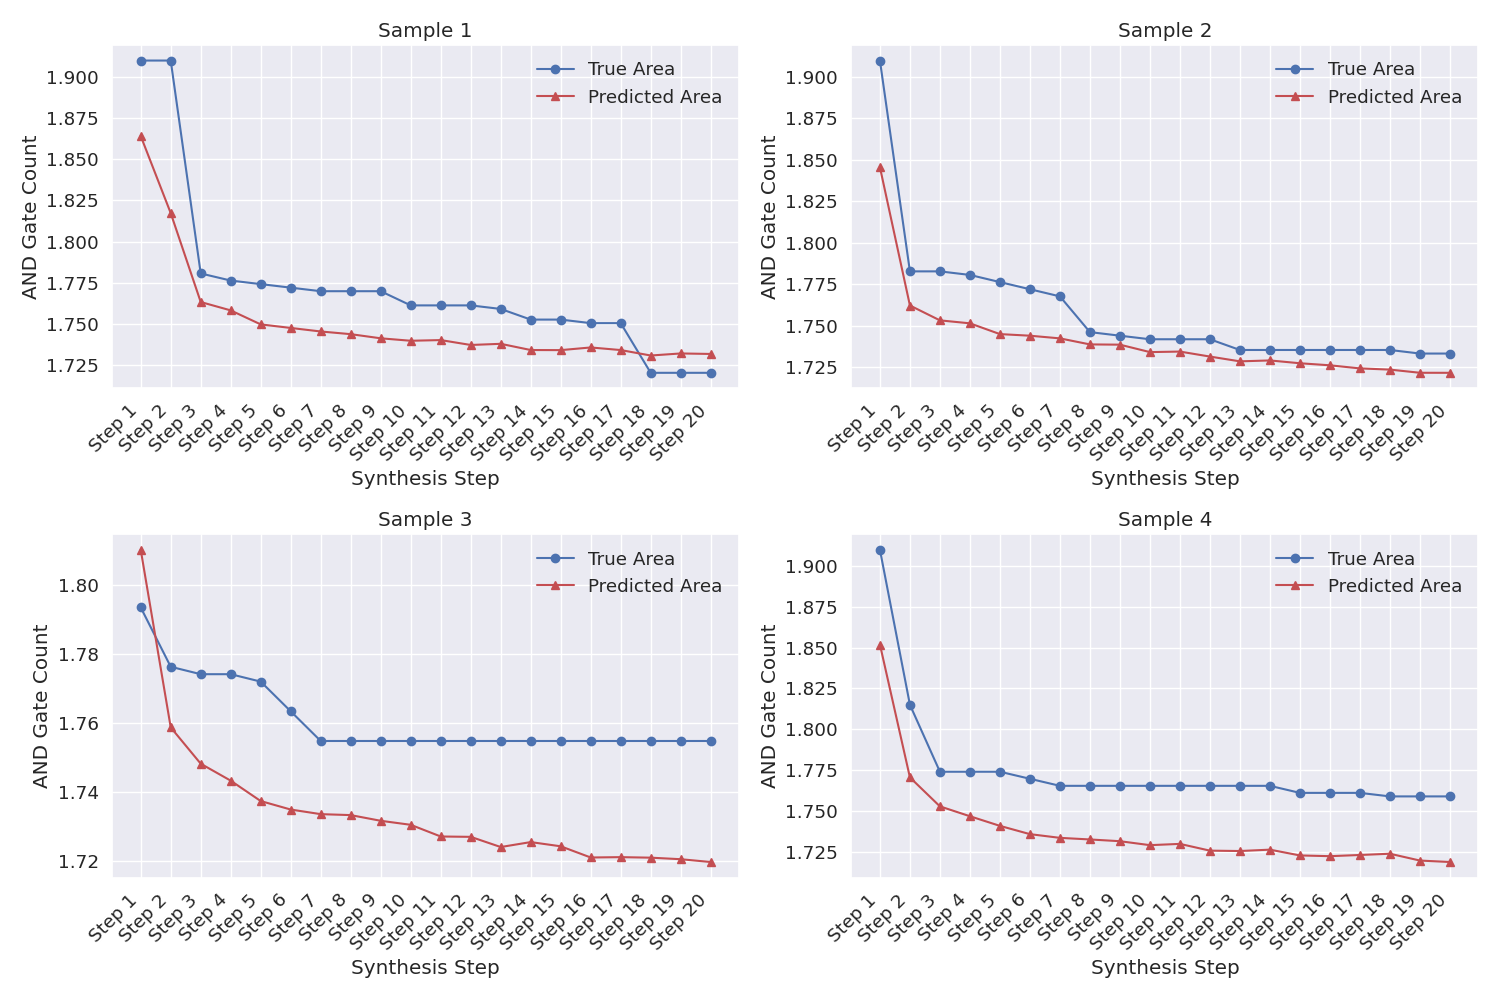 Sample 1
True Area
Predicted Area
AND Gate Count
1.900
1.875
1.850
1.825
1.800
1.775
1.750
1.725
Step 1
Step 2
Step 3
Step 4
Step 5
Step 6
Step 7
Step 8
Step 9
Step 10
Step 11
Step 12
Step 13
Step 14
Step 15
Step 16
Step 17
Step 18
Step 19
Step 20
Synthesis Step
Sample 2
True Area
Predicted Area
AND Gate Count
1.900
1.875
1.850
1.825
1.800
1.775
1.750
1.725
Step 1
Step 2
Step 3
Step 4
Step 5
Step 6
Step 7
Step 8
Step 9
Step 10
Step 11
Step 12
Step 13
Step 14
Step 15
Step 16
Step 17
Step 18
Step 19
Step 20
Synthesis Step
Sample 3
True Area
Predicted Area
AND Gate Count
1.80
1.78
1.76
1.74
1.72
Step 1
Step 2
Step 3
Step 4
Step 5
Step 6
Step 7
Step 8
Step 9
Step 10
Step 11
Step 12
Step 13
Step 14
Step 15
Step 16
Step 17
Step 18
Step 19
Step 20
Synthesis Step
Sample 4
True Area
Predicted Area
AND Gate Count
1.900
1.875
1.850
1.825
1.800
1.775
1.750
1.725
Step 1
Step 2
Step 3
Step 4
Step 5
Step 6
Step 7
Step 8
Step 9
Step 10
Step 11
Step 12
Step 13
Step 14
Step 15
Step 16
Step 17
Step 18
Step 19
Step 20
Synthesis Step